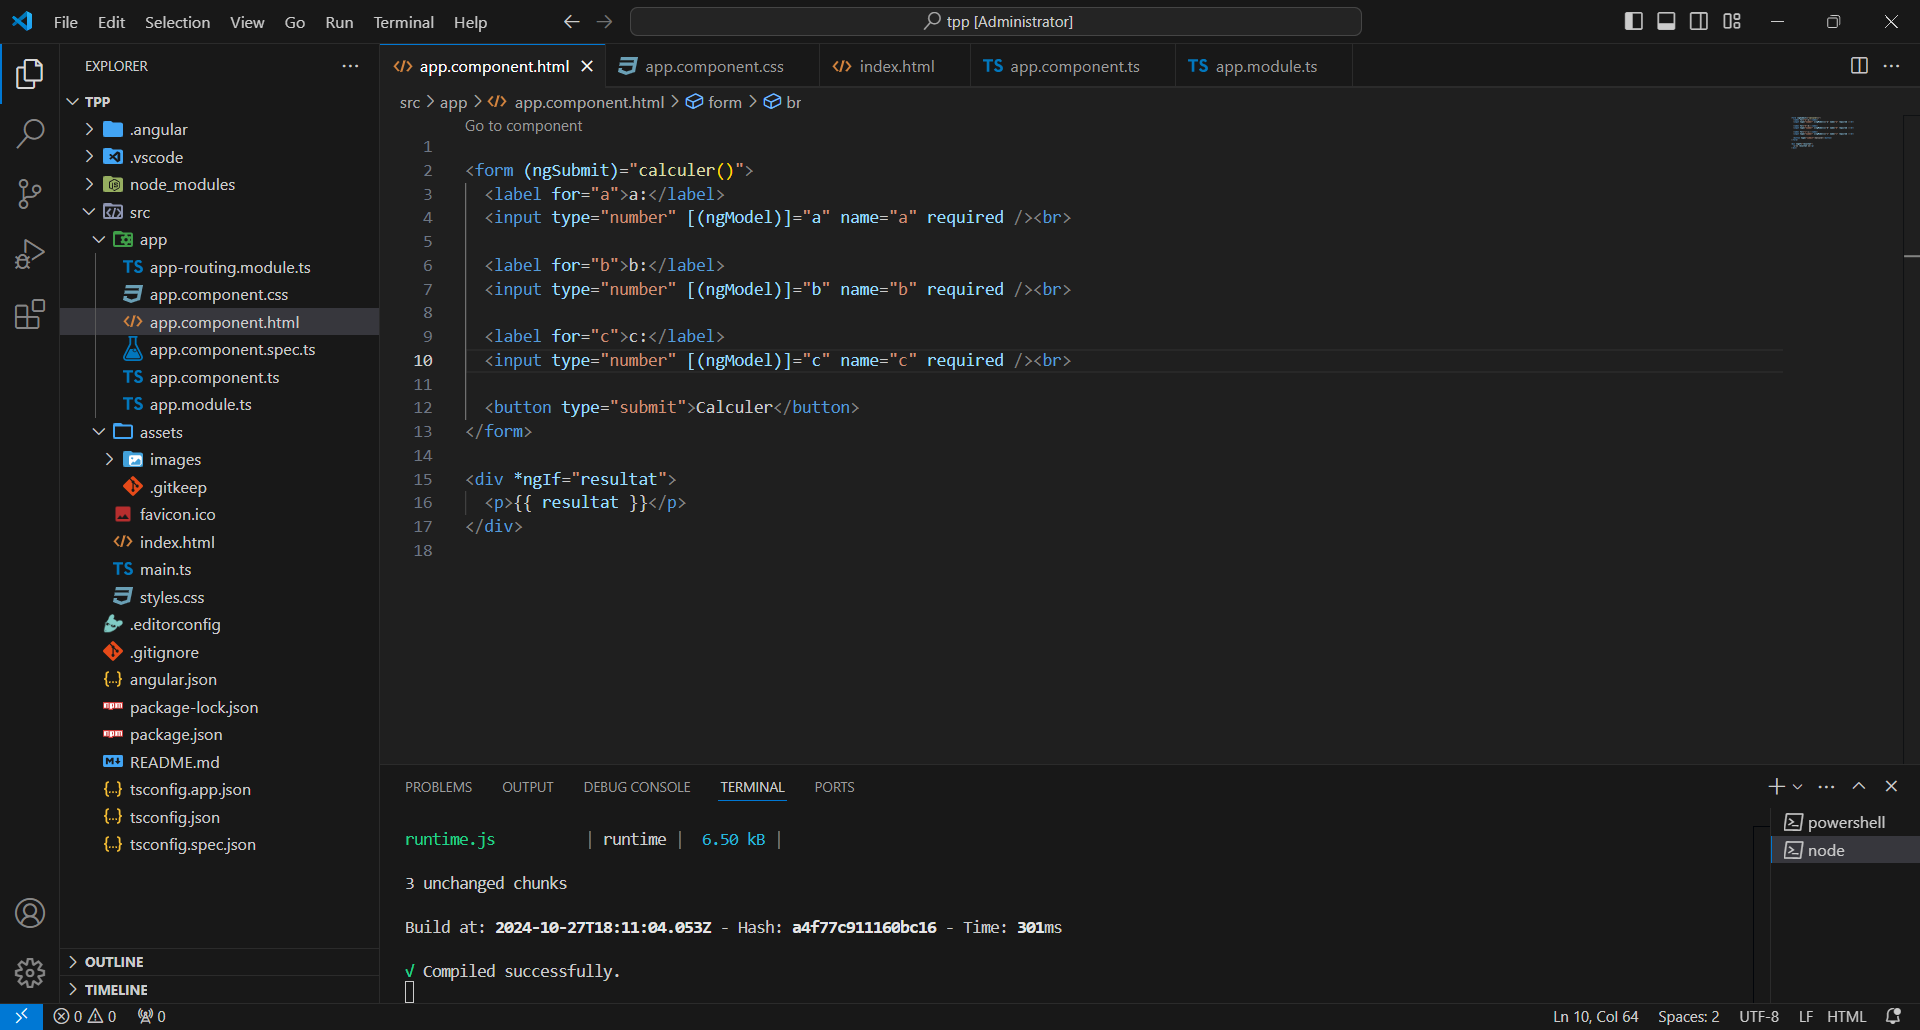 File Edit Selection View Go Run Terminal Help
tpp [Administrator]
EXPLORER
TPP
.angular
.vscode
node_modules
src
app
TS app-routing.module.ts
app.component.css
app.component.html
app.component.spec.ts
TS app.component.ts
TS app.module.ts
assets
images
.gitkeep
favicon.ico
index.html
TS main.ts
styles.css
.editorconfig
.gitignore
{..} angular.json
npm package-lock.json
npm package.json
README.md
{..} tsconfig.app.json
{..} tsconfig.json
{..} tsconfig.spec.json
OUTLINE
TIMELINE
app.component.html app.component.css index.html TS app.component.ts TS app.module.ts
src > app > app.component.html > form > br
Go to component
1
2 <form (ngSubmit)="calculer()">
3 <label for="a">a:</label>
4 <input type="number" [(ngModel)]="a" name="a" required /><br>
5
6 <label for="b">b:</label>
7 <input type="number" [(ngModel)]="b" name="b" required /><br>
8
9 <label for="c">c:</label>
10 <input type="number" [(ngModel)]="c" name="c" required /><br>
11
12 <button type="submit">Calculer</button>
13 </form>
14
15 <div *ngIf="resultat">
16 <p>{{ resultat }}</p>
17 </div>
18
PROBLEMS OUTPUT DEBUG CONSOLE TERMINAL PORTS
runtime.js | runtime | 6.50 kB |
3 unchanged chunks
Build at: 2024-10-27T18:11:04.053Z - Hash: a4f77c911160bc16 - Time: 301ms
√ Compiled successfully.
powershell
node
0 0 0
Ln 10, Col 64 Spaces: 2 UTF-8 LF HTML